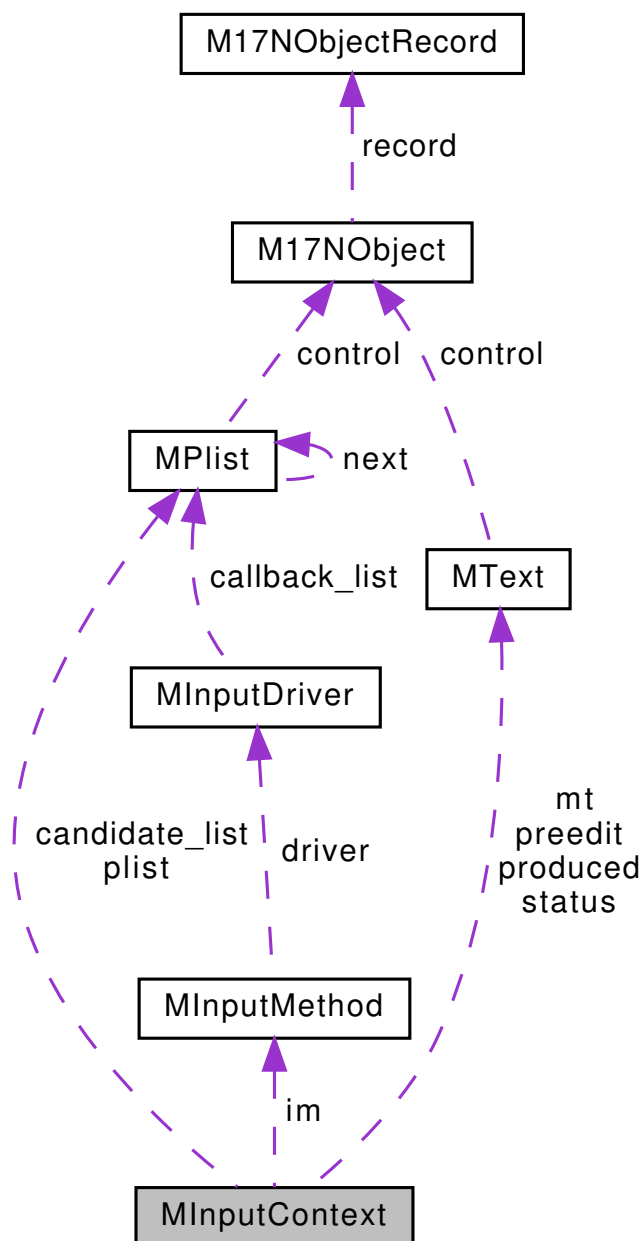 M17NObjectRecord
record
M17NObject
control
control
MPlist
next
callback_list
MText
MInputDriver
candidate_list
plist
driver
mt
preedit
produced
status
MInputMethod
im
MInputContext